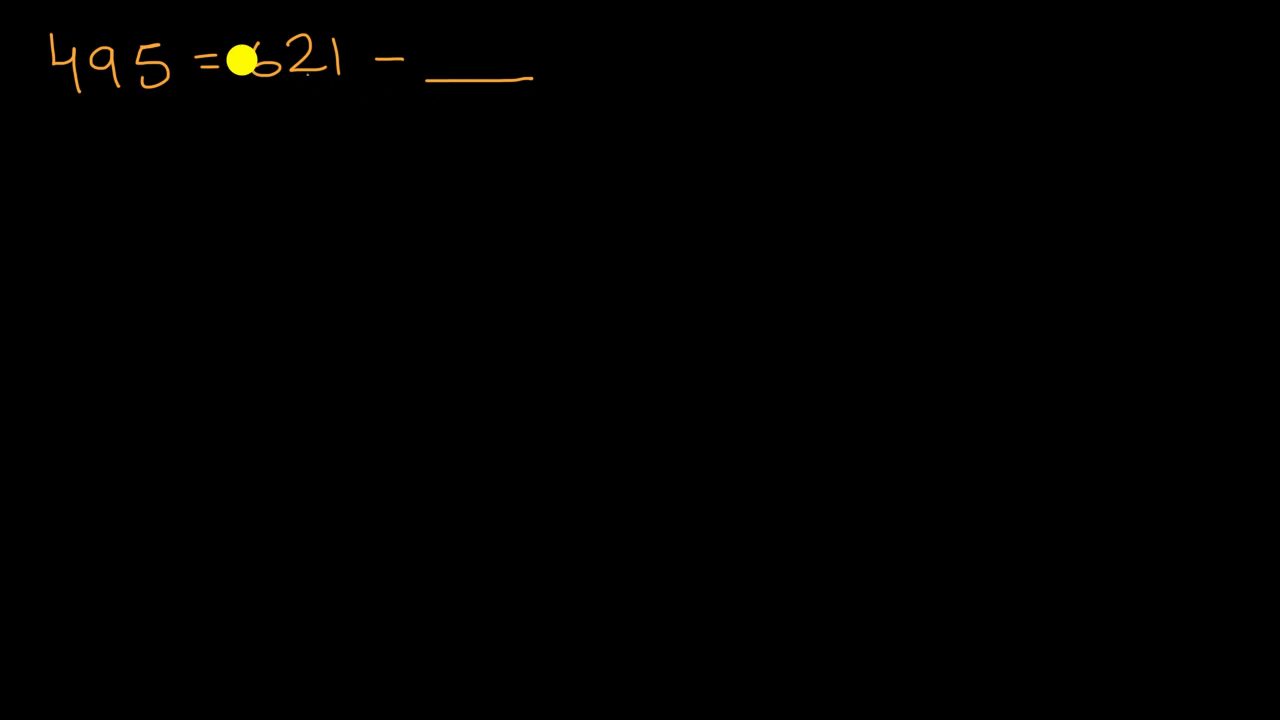 495 = 621 - ____